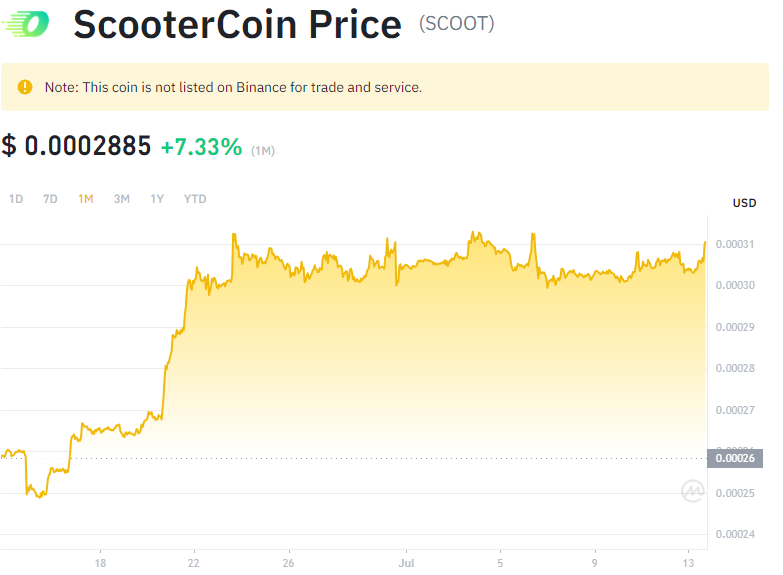 ScooterCoin Price (SCOOT)
Note: This coin is not listed on Binance for trade and service.
$ 0.0002885 +7.33% (1M)
1D 7D 1M 3M 1Y YTD
USD
0.00031
0.00030
0.00029
0.00028
0.00027
0.00026
0.00025
0.00024
18 22 26 Jul 5 9 13